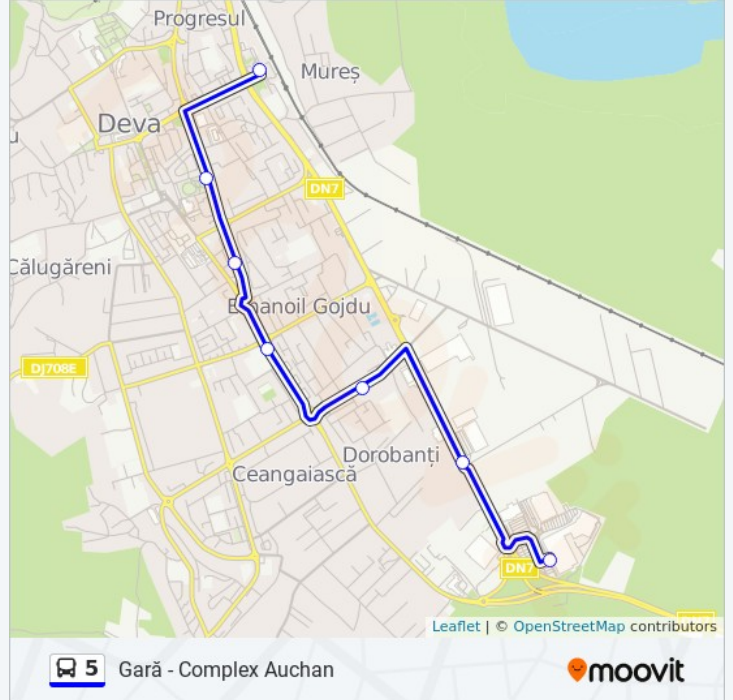 Progresul
Mureș
Deva
DN7
Călugăreni
Emanoil Gojdu
DJ708E
Dorobanți
Ceangaiască
DN7
Leaflet | © OpenStreetMap contributors
5 Gară - Complex Auchan
moovit